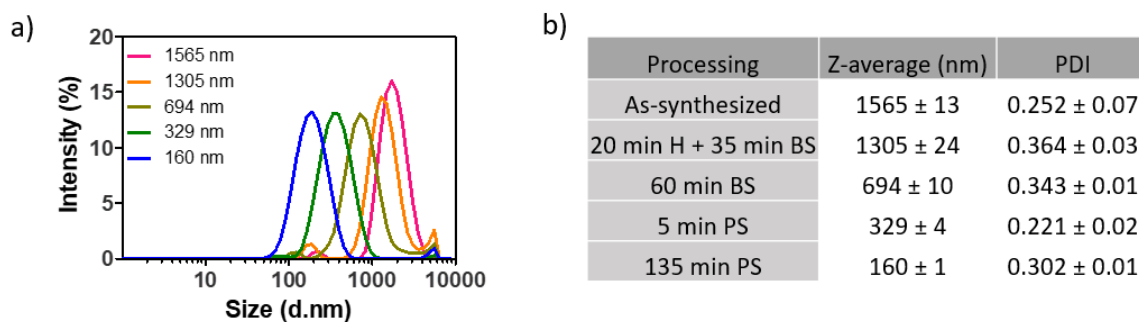 a)
20
15
10
5
0
Intensity (%)
1565 nm
1305 nm
694 nm
329 nm
160 nm
10 100 1000 10000
Size (d.nm)
b)
Processing Z-average (nm) PDI
As-synthesized 1565 ± 13 0.252 ± 0.07
20 min H + 35 min BS 1305 ± 24 0.364 ± 0.03
60 min BS 694 ± 10 0.343 ± 0.01
5 min PS 329 ± 4 0.221 ± 0.02
135 min PS 160 ± 1 0.302 ± 0.01